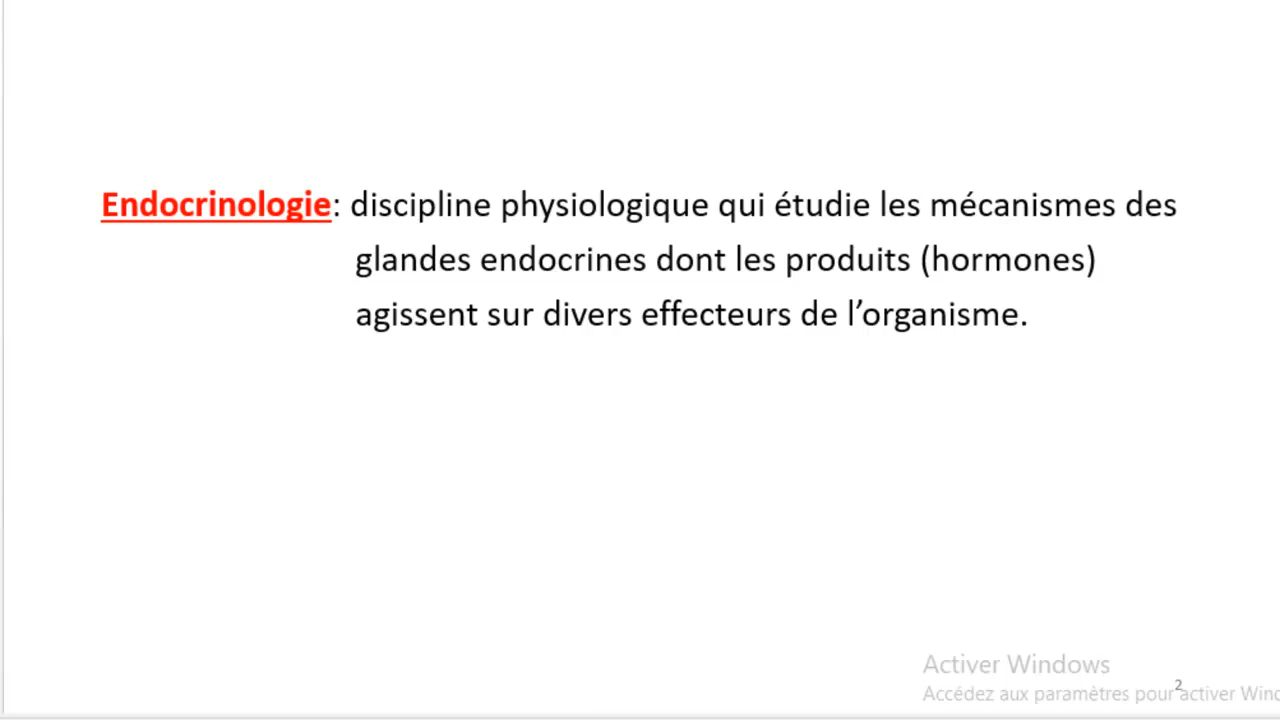 Endocrinologie: discipline physiologique qui étudie les mécanismes des
glandes endocrines dont les produits (hormones)
agissent sur divers effecteurs de l’organisme.
Activer Windows
2
Accédez aux paramètres pour activer Winc